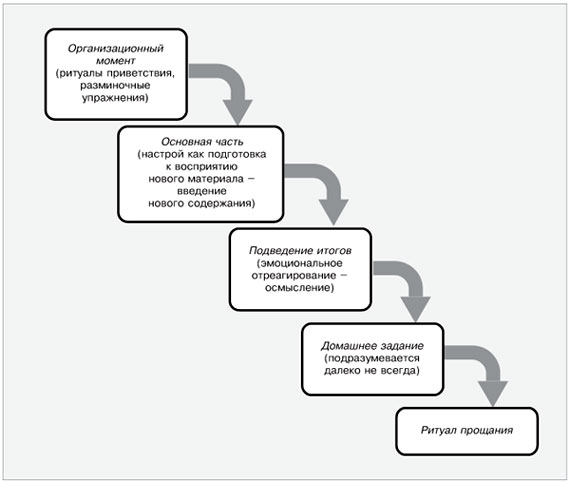 Организационный
момент
(ритуалы приветствия,
разминочные
упражнения)
Основная часть
(настрой как подготовка
к восприятию
нового материала –
введение
нового содержания)
Подведение итогов
(эмоциональное
отреагирование –
осмысление)
Домашнее задание
(подразумевается
далеко не всегда)
Ритуал прощания